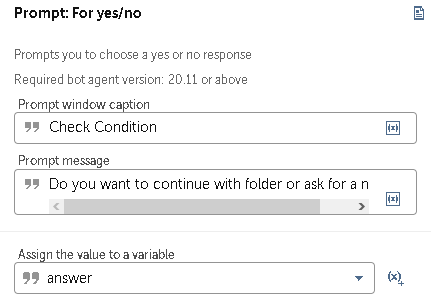 Prompt: For yes/no
Prompts you to choose a yes or no response
Required bot agent version: 20.11 or above
Prompt window caption
Check Condition
(x)
Prompt message
Do you want to continue with folder or ask for a n
(x)
Assign the value to a variable
answer
(x)+